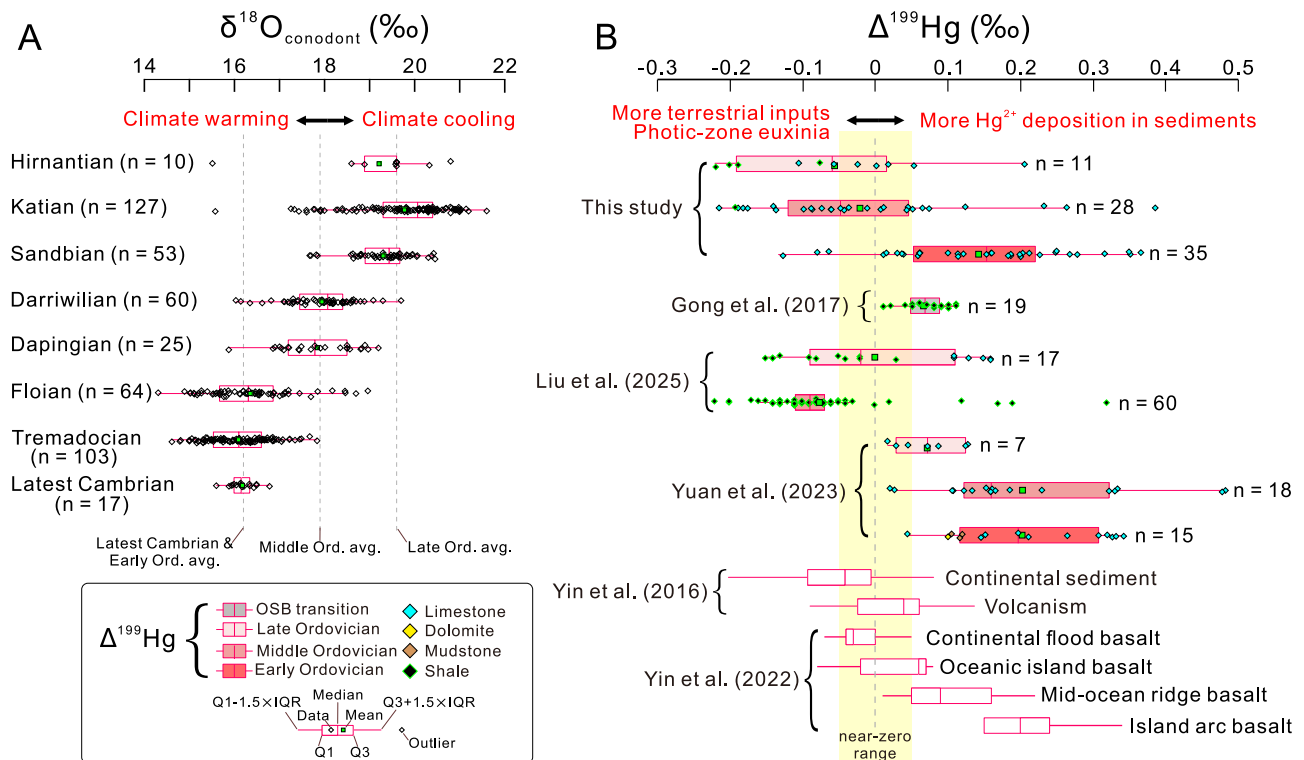 A
δ¹⁸Oconodont (‰)
14 16 18 20 22
Climate warming
Climate cooling
Hirnantian (n = 10)
Katian (n = 127)
Sandbian (n = 53)
Darriwilian (n = 60)
Dapingian (n = 25)
Floian (n = 64)
Tremadocian
(n = 103)
Latest Cambrian
(n = 17)
Latest Cambrian &
Early Ord. avg.
Middle Ord. avg.
Late Ord. avg.
Δ¹⁹⁹Hg
OSB transition
Late Ordovician
Middle Ordovician
Early Ordovician
Limestone
Dolomite
Mudstone
Shale
Q1-1.5×IQR
Median
Q3+1.5×IQR
Data
Mean
Q1
Q3
Outlier
B
Δ¹⁹⁹Hg (‰)
-0.3 -0.2 -0.1 0 0.1 0.2 0.3 0.4 0.5
More terrestrial inputs
Photic-zone euxinia
More Hg²⁺ deposition in sediments
This study
n = 11
n = 28
n = 35
Gong et al. (2017)
n = 19
Liu et al. (2025)
n = 17
n = 60
Yuan et al. (2023)
n = 7
n = 18
n = 15
Yin et al. (2016)
Continental sediment
Volcanism
Yin et al. (2022)
Continental flood basalt
Oceanic island basalt
Mid-ocean ridge basalt
Island arc basalt
near-zero
range